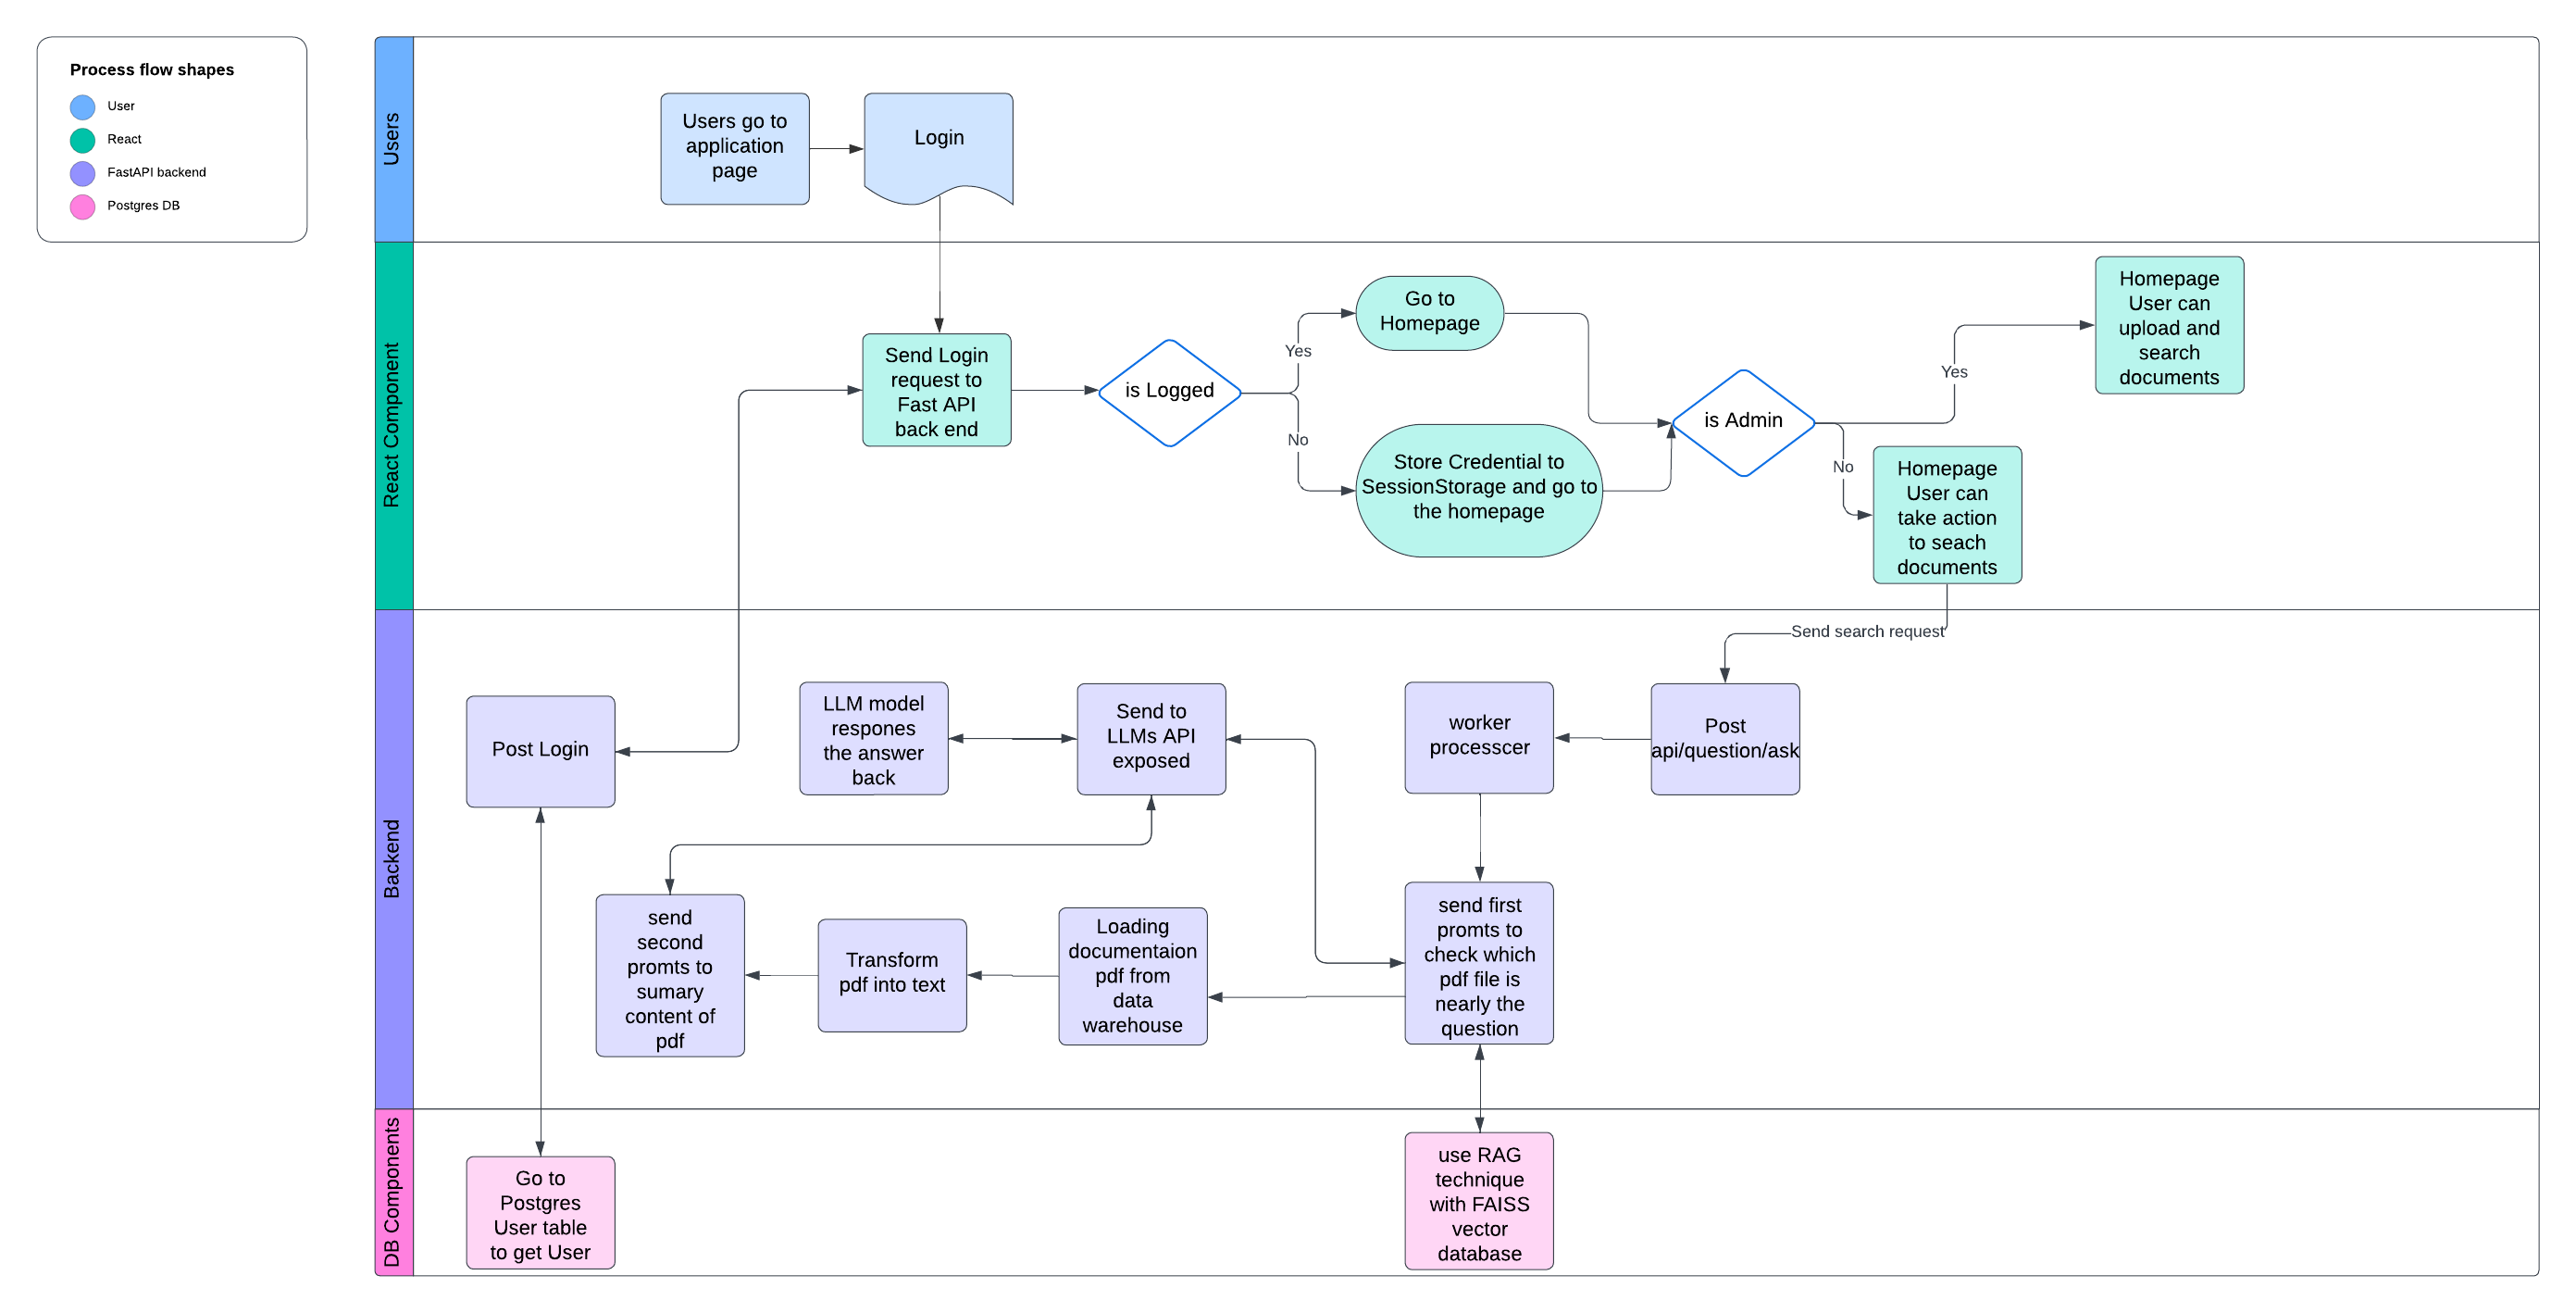 Process flow shapes
User
React
FastAPI backend
Postgres DB
Users
Users go to
application
page
Login
React Component
Send Login
request to
Fast API
back end
is Logged
Yes
No
Go to
Homepage
Store Credential to
SessionStorage and go to
the homepage
is Admin
Yes
No
Homepage
User can
upload and
search
documents
Homepage
User can
take action
to seach
documents
Backend
Send search request
Post Login
LLM model
respones
the answer
back
Send to
LLMs API
exposed
worker
processcer
Post
api/question/ask
send
second
promts to
sumary
content of
pdf
Transform
pdf into text
Loading
documentaion
pdf from
data
warehouse
send first
promts to
check which
pdf file is
nearly the
question
DB Components
Go to
Postgres
User table
to get User
use RAG
technique
with FAISS
vector
database